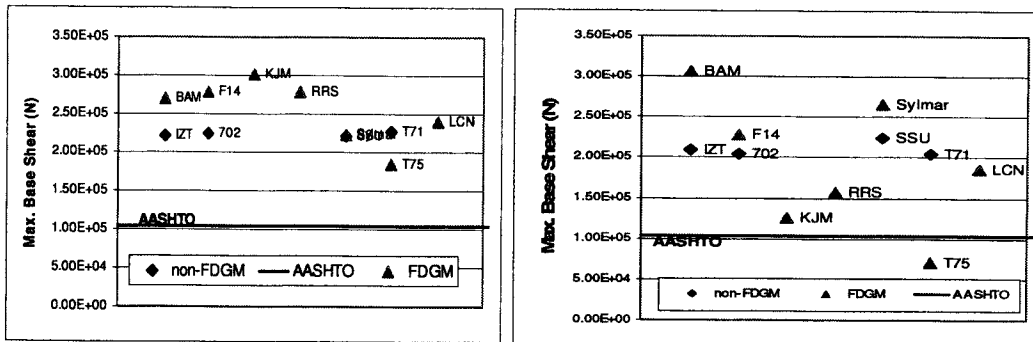 3.50E+05
3.00E+05
2.50E+05
2.00E+05
1.50E+05
1.00E+05
5.00E+04
0.00E+00
Max. Base Shear (N)
KJM
BAM
F14
RRS
IZT
702
T71
LCN
T75
AASHTO
non-FDGM AASHTO FDGM
3.50E+05
3.00E+05
2.50E+05
2.00E+05
1.50E+05
1.00E+05
5.00E+04
0.00E+00
Max. Base Shear (N)
BAM
Sylmar
F14
SSU
IZT
702
T71
LCN
RRS
KJM
AASHTO
T75
non-FDGM FDGM AASHTO